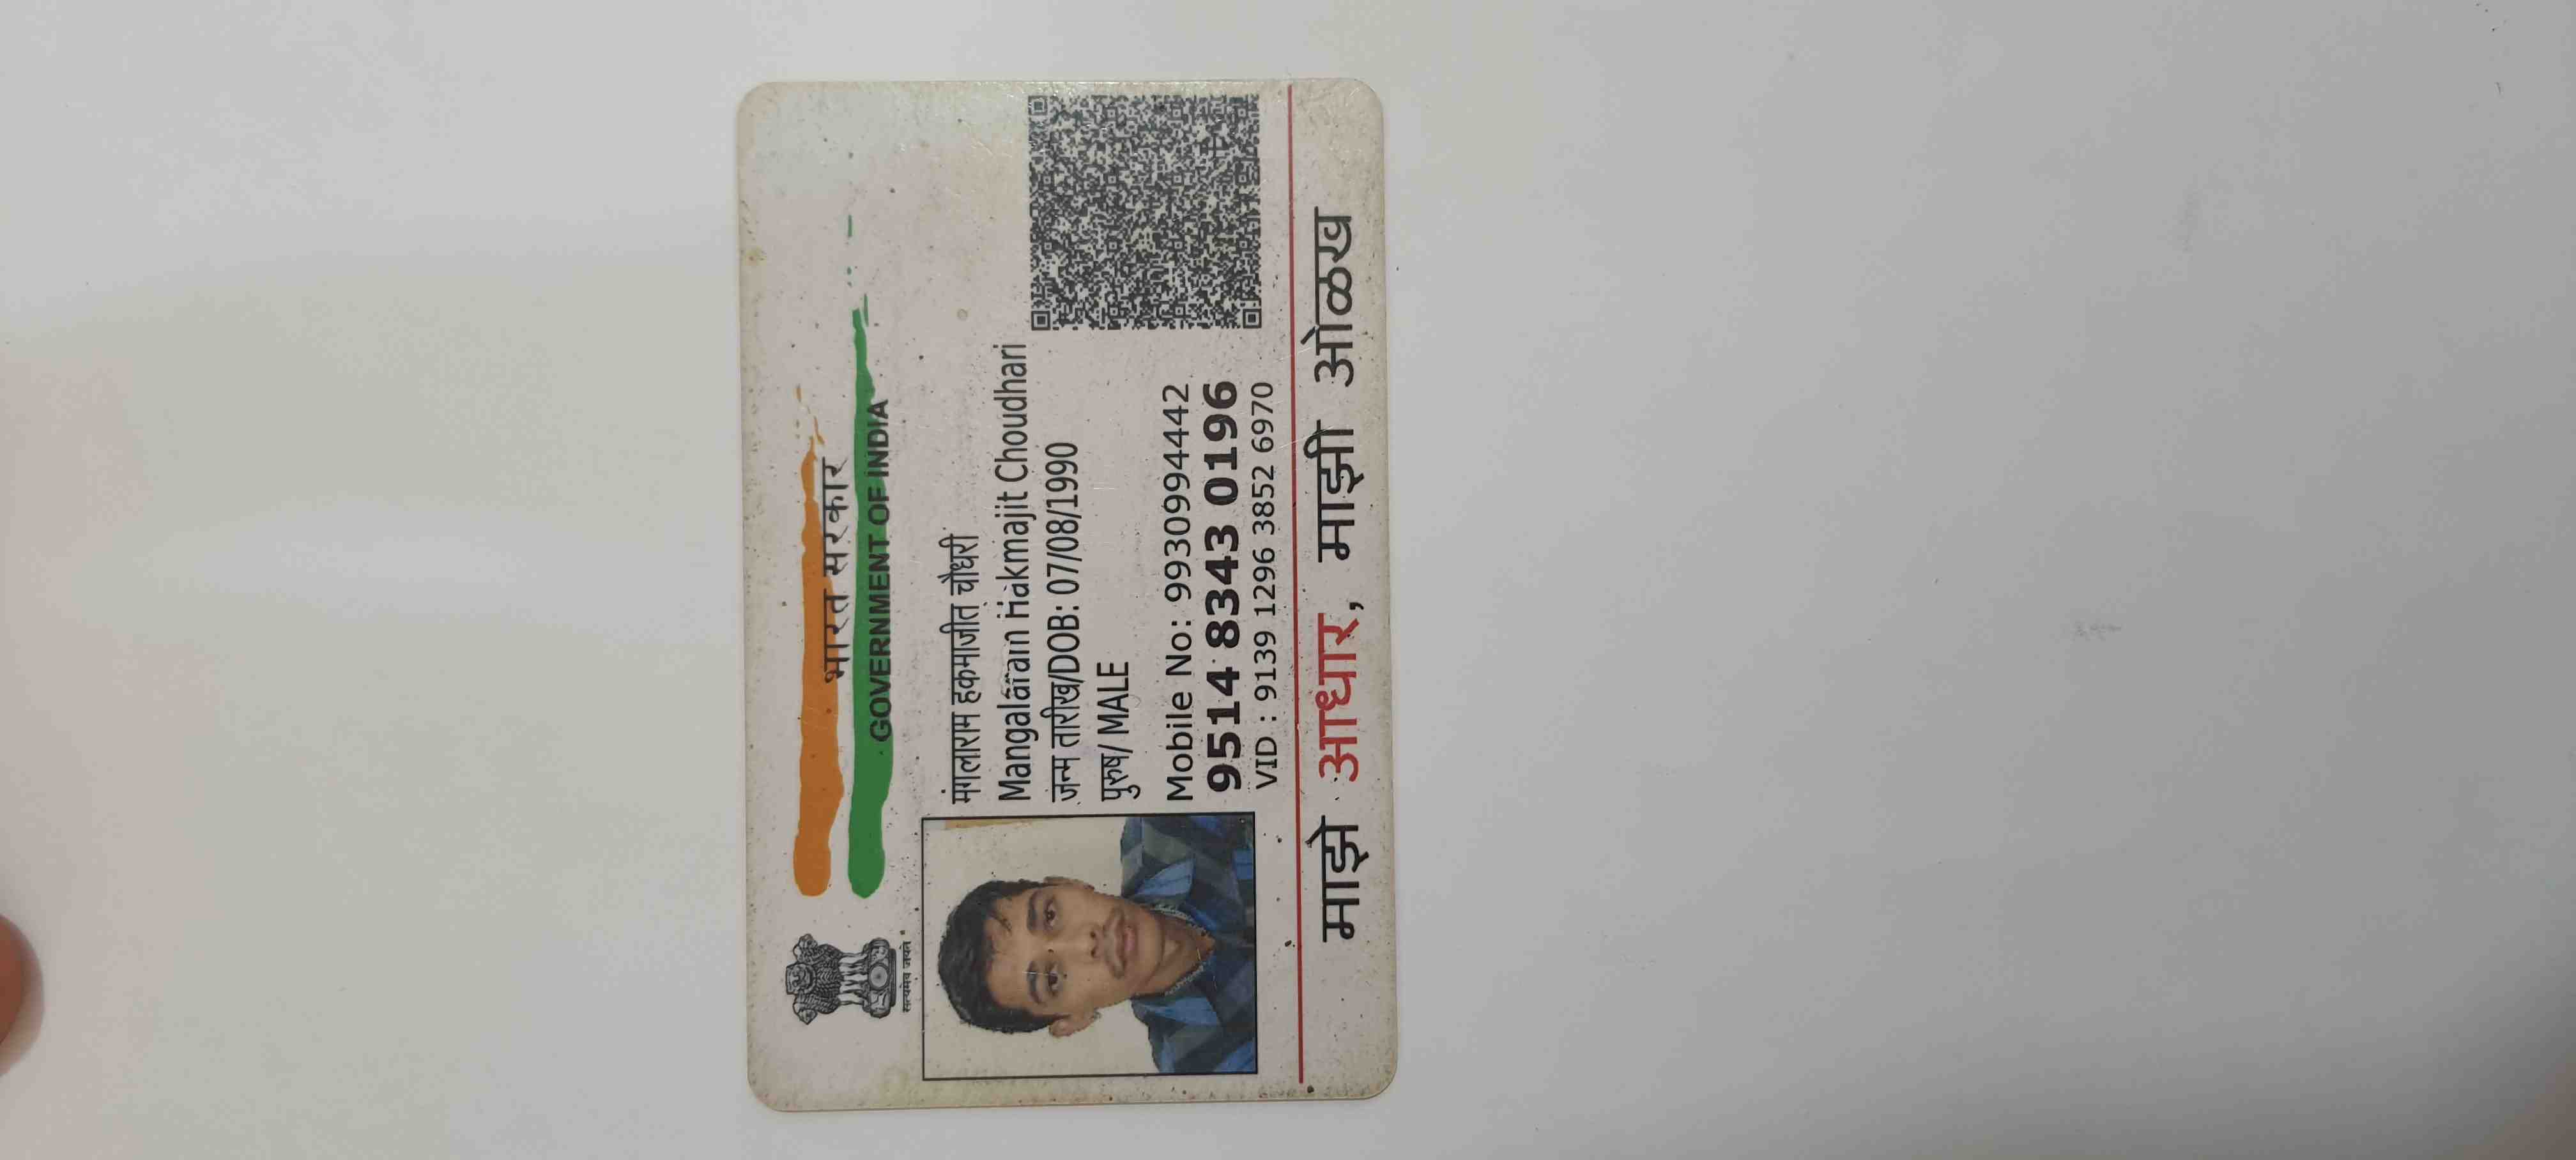 भारत सरकार
GOVERNMENT OF INDIA
सत्यमेव जयते
मंगलाराम हकमाजीत चौधरी
Mangalaram Hakmajit Choudhari
जन्म तारीख/DOB: 07/08/1990
पुरुष/ MALE
Mobile No: 9930994442
9514 8343 0196
VID : 9139 1296 3852 6970
माझे आधार, माझी ओळख